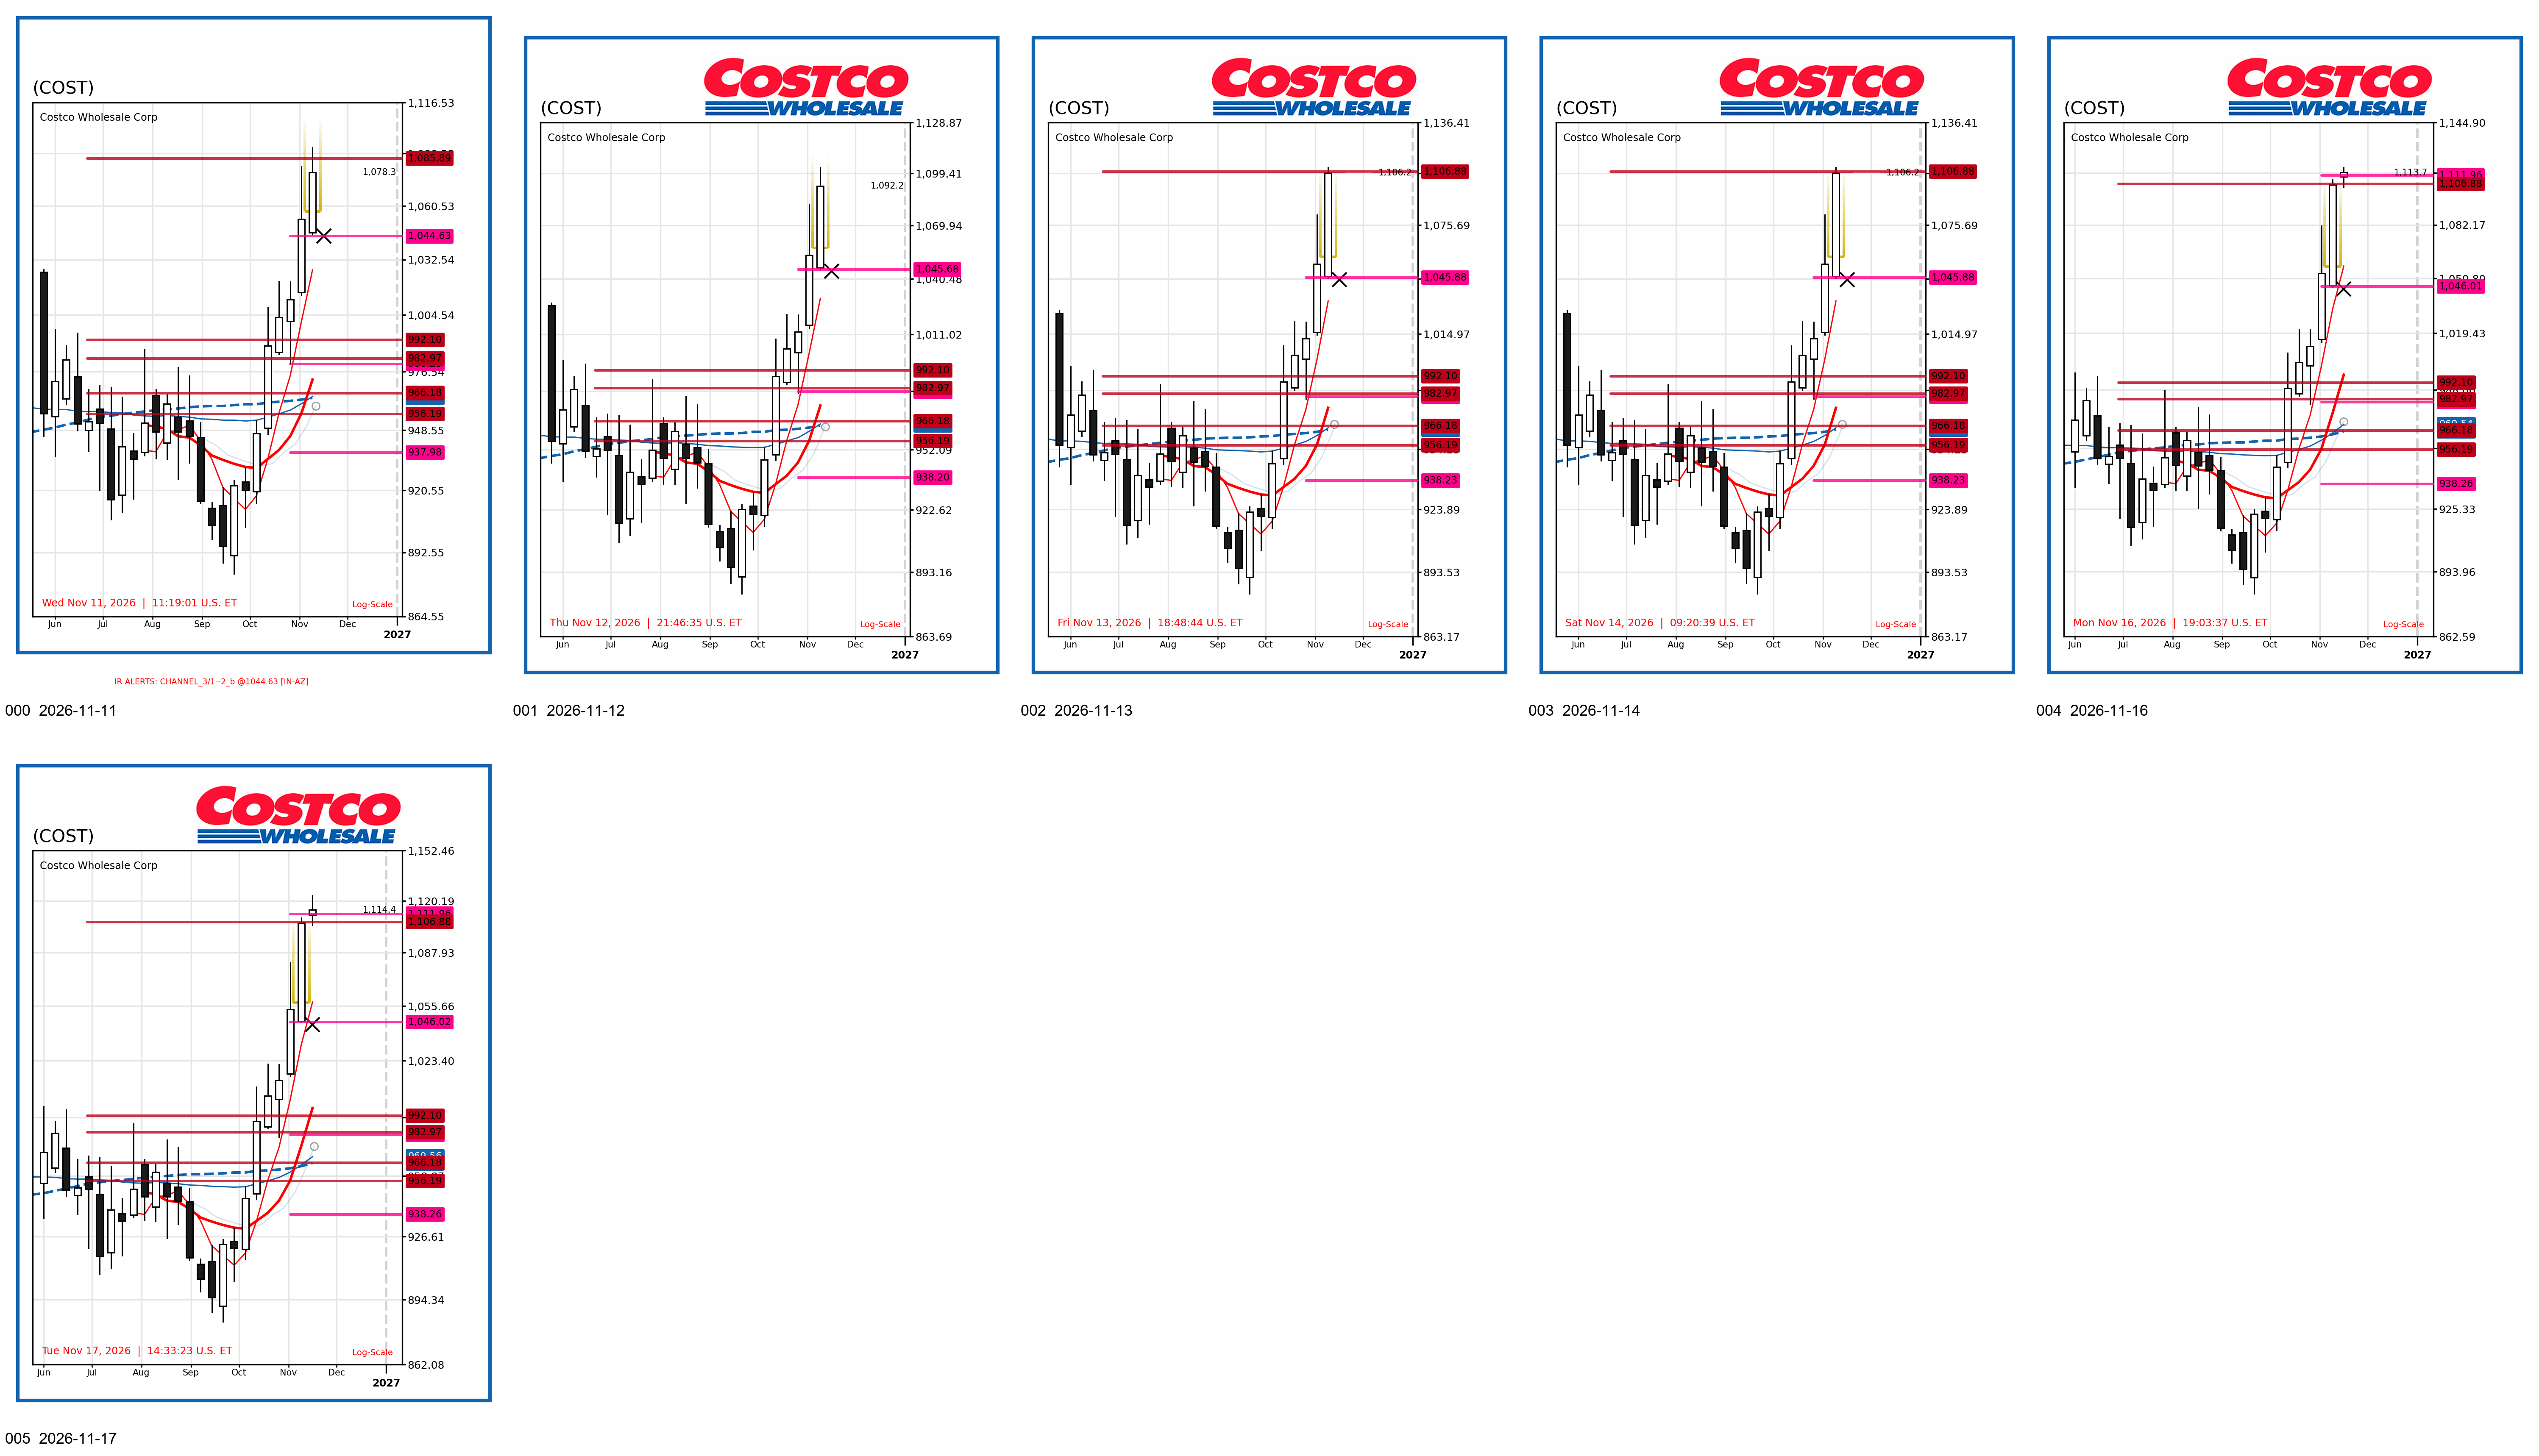 (COST)
Costco Wholesale Corp
1,116.53
1,085.89
1,078.3
1,060.53
1,044.63
1,032.54
1,004.54
992.10
982.97
976.54
966.18
956.19
948.55
937.98
920.55
892.55
864.55
Wed Nov 11, 2026 | 11:19:01 U.S. ET
Log-Scale
Jun Jul Aug Sep Oct Nov Dec
2027
IR ALERTS: CHANNEL_3/1--2_b @1044.63 [IN-AZ]
000 2026-11-11
COSTCO
WHOLESALE
(COST)
Costco Wholesale Corp
1,128.87
1,099.41
1,092.2
1,069.94
1,045.68
1,040.48
1,011.02
992.10
982.97
966.18
956.19
952.09
938.20
922.62
893.16
863.69
Thu Nov 12, 2026 | 21:46:35 U.S. ET
Log-Scale
Jun Jul Aug Sep Oct Nov Dec
2027
001 2026-11-12
COSTCO
WHOLESALE
(COST)
Costco Wholesale Corp
1,136.41
1,106.2
1,106.88
1,075.69
1,045.88
1,014.97
992.10
982.97
966.18
956.19
938.23
923.89
893.53
863.17
Fri Nov 13, 2026 | 18:48:44 U.S. ET
Log-Scale
Jun Jul Aug Sep Oct Nov Dec
2027
002 2026-11-13
COSTCO
WHOLESALE
(COST)
Costco Wholesale Corp
1,136.41
1,106.2
1,106.88
1,075.69
1,045.88
1,014.97
992.10
982.97
966.18
956.19
938.23
923.89
893.53
863.17
Sat Nov 14, 2026 | 09:20:39 U.S. ET
Log-Scale
Jun Jul Aug Sep Oct Nov Dec
2027
003 2026-11-14
COSTCO
WHOLESALE
(COST)
Costco Wholesale Corp
1,144.90
1,113.7
1,111.96
1,106.88
1,082.17
1,050.80
1,046.01
1,019.43
992.10
982.97
966.18
956.19
938.26
925.33
893.96
862.59
Mon Nov 16, 2026 | 19:03:37 U.S. ET
Log-Scale
Jun Jul Aug Sep Oct Nov Dec
2027
004 2026-11-16
COSTCO
WHOLESALE
(COST)
Costco Wholesale Corp
1,152.46
1,120.19
1,114.4
1,111.96
1,106.88
1,087.93
1,055.66
1,046.02
1,023.40
992.10
982.97
966.18
956.19
938.26
926.61
894.34
862.08
Tue Nov 17, 2026 | 14:33:23 U.S. ET
Log-Scale
Jun Jul Aug Sep Oct Nov Dec
2027
005 2026-11-17